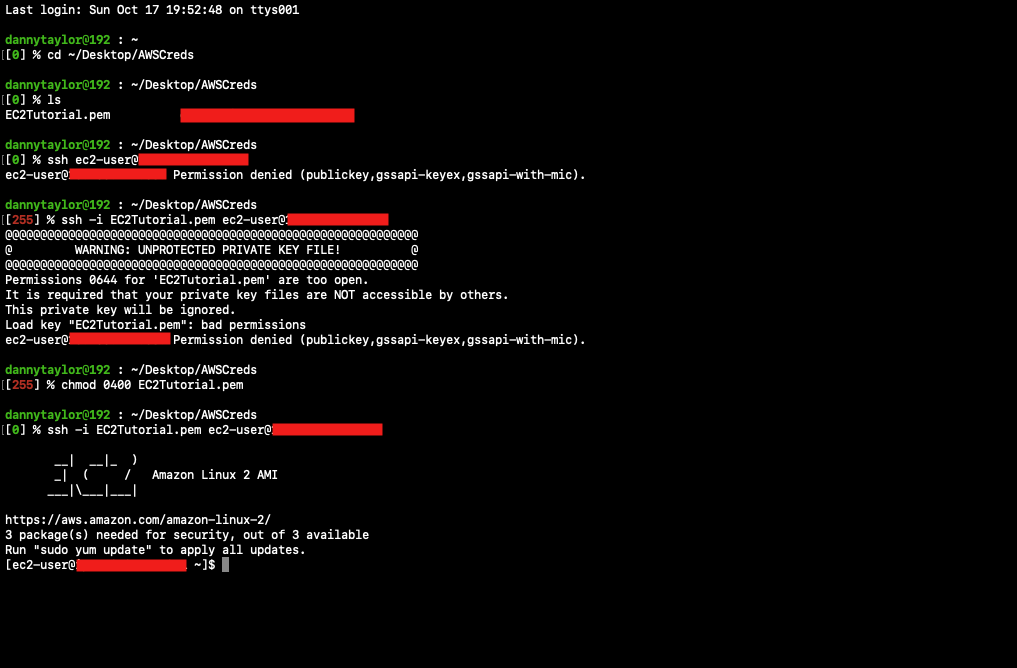 Last login: Sun Oct 17 19:52:48 on ttys001
dannytaylor@192 : ~
[[0] % cd ~/Desktop/AWSCreds
dannytaylor@192 : ~/Desktop/AWSCreds
[[0] % ls
EC2Tutorial.pem
dannytaylor@192 : ~/Desktop/AWSCreds
[[0] % ssh ec2-user@
ec2-user@ Permission denied (publickey,gssapi-keyex,gssapi-with-mic).
dannytaylor@192 : ~/Desktop/AWSCreds
[[255] % ssh -i EC2Tutorial.pem ec2-user@
@@@@@@@@@@@@@@@@@@@@@@@@@@@@@@@@@@@@@@@@@@@@@@@@@@@@@@@@@@@
@         WARNING: UNPROTECTED PRIVATE KEY FILE!          @
@@@@@@@@@@@@@@@@@@@@@@@@@@@@@@@@@@@@@@@@@@@@@@@@@@@@@@@@@@@
Permissions 0644 for 'EC2Tutorial.pem' are too open.
It is required that your private key files are NOT accessible by others.
This private key will be ignored.
Load key "EC2Tutorial.pem": bad permissions
ec2-user@ Permission denied (publickey,gssapi-keyex,gssapi-with-mic).
dannytaylor@192 : ~/Desktop/AWSCreds
[[255] % chmod 0400 EC2Tutorial.pem
dannytaylor@192 : ~/Desktop/AWSCreds
[[0] % ssh -i EC2Tutorial.pem ec2-user@
       __|  __|_  )
       _|  (     /   Amazon Linux 2 AMI
      ___|\___|___|
https://aws.amazon.com/amazon-linux-2/
3 package(s) needed for security, out of 3 available
Run "sudo yum update" to apply all updates.
[ec2-user@ ~]$